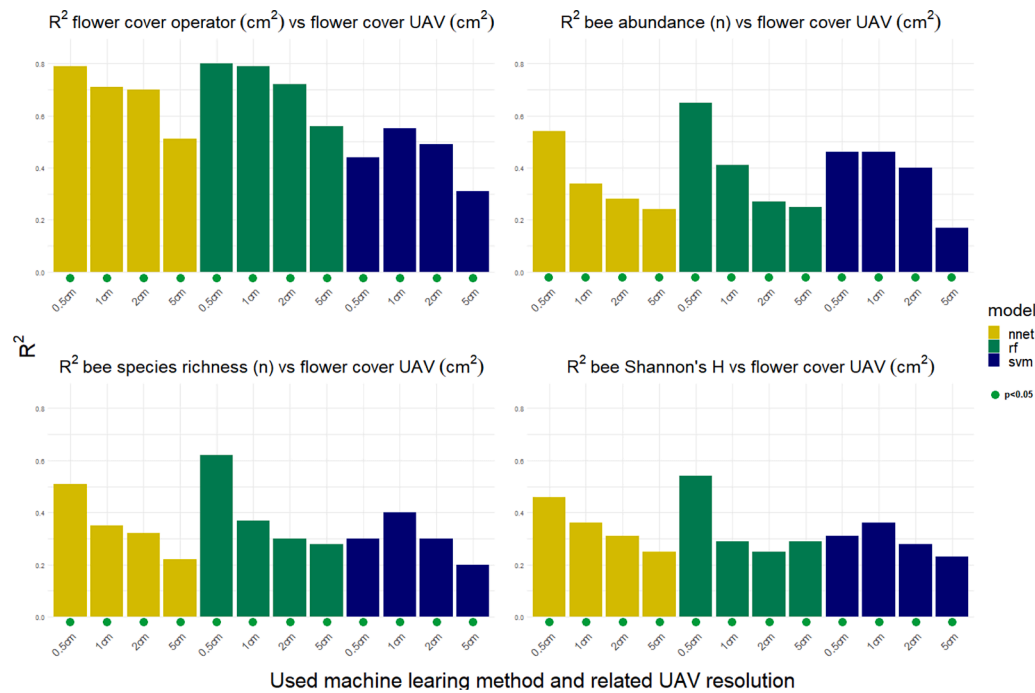 R² flower cover operator (cm²) vs flower cover UAV (cm²)
0.8
0.6
0.4
0.2
0.0
0.5cm 1cm 2cm 5cm 0.5cm 1cm 2cm 5cm 0.5cm 1cm 2cm 5cm
R² bee abundance (n) vs flower cover UAV (cm²)
0.8
0.6
0.4
0.2
0.0
0.5cm 1cm 2cm 5cm 0.5cm 1cm 2cm 5cm 0.5cm 1cm 2cm 5cm
R²
R² bee species richness (n) vs flower cover UAV (cm²)
0.8
0.6
0.4
0.2
0.0
0.5cm 1cm 2cm 5cm 0.5cm 1cm 2cm 5cm 0.5cm 1cm 2cm 5cm
R² bee Shannon's H vs flower cover UAV (cm²)
0.8
0.6
0.4
0.2
0.0
0.5cm 1cm 2cm 5cm 0.5cm 1cm 2cm 5cm 0.5cm 1cm 2cm 5cm
model
nnet
rf
svm
p<0.05
Used machine learing method and related UAV resolution